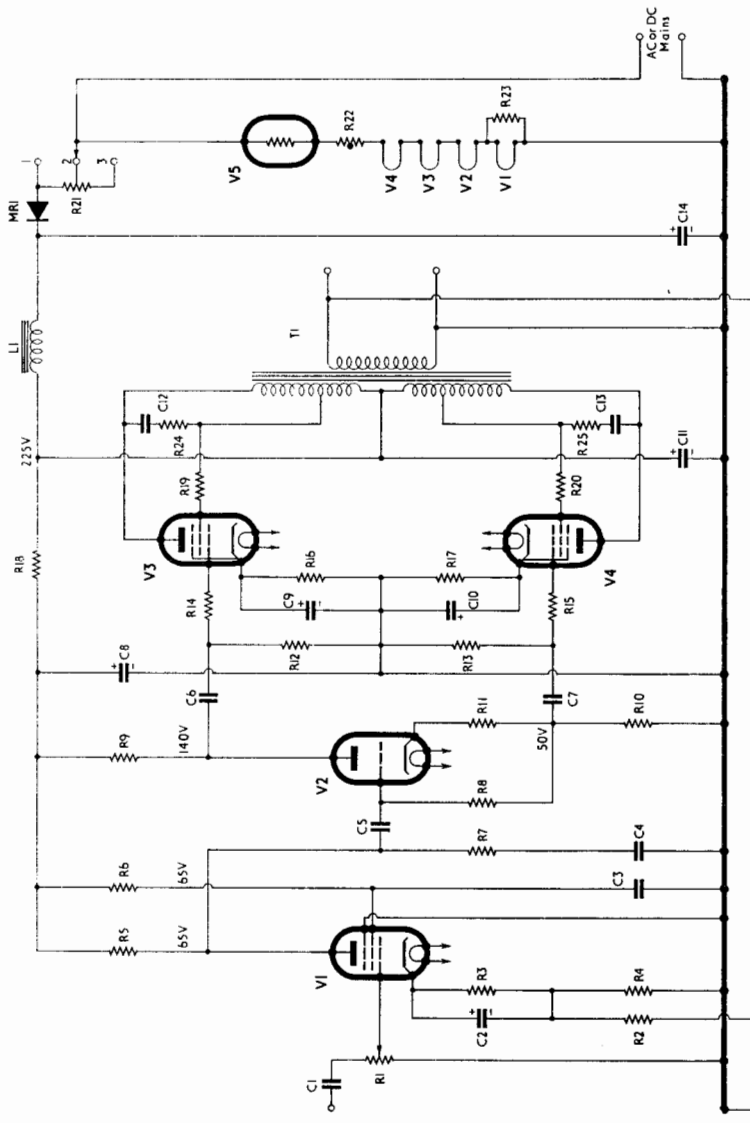 AC or DC
Mains
R23
R22
V5
V4
V3
V2
V1
1
2
3
R21
MR1
C14
+
-
L1
T1
225V
C12
R24
R19
R20
R25
C13
C11
+
-
R18
V3
V4
R14
R16
R17
R15
C9
+
-
C10
+
R12
R13
C8
+
-
C6
C7
R9
140V
V2
R11
R10
50V
R8
C5
R7
C4
R6
65V
C3
R5
65V
V1
R3
R4
C2
+
-
R2
R1
C1